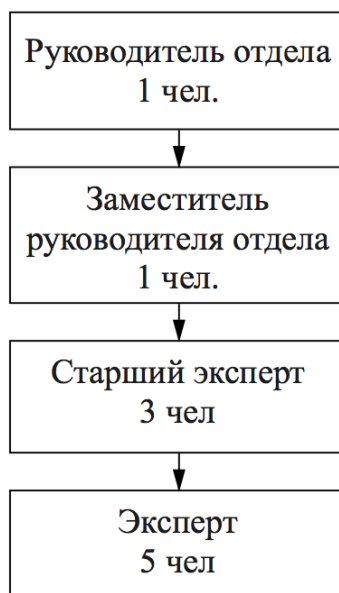 Руководитель отдела
1 чел.
Заместитель
руководителя отдела
1 чел.
Старший эксперт
3 чел
Эксперт
5 чел